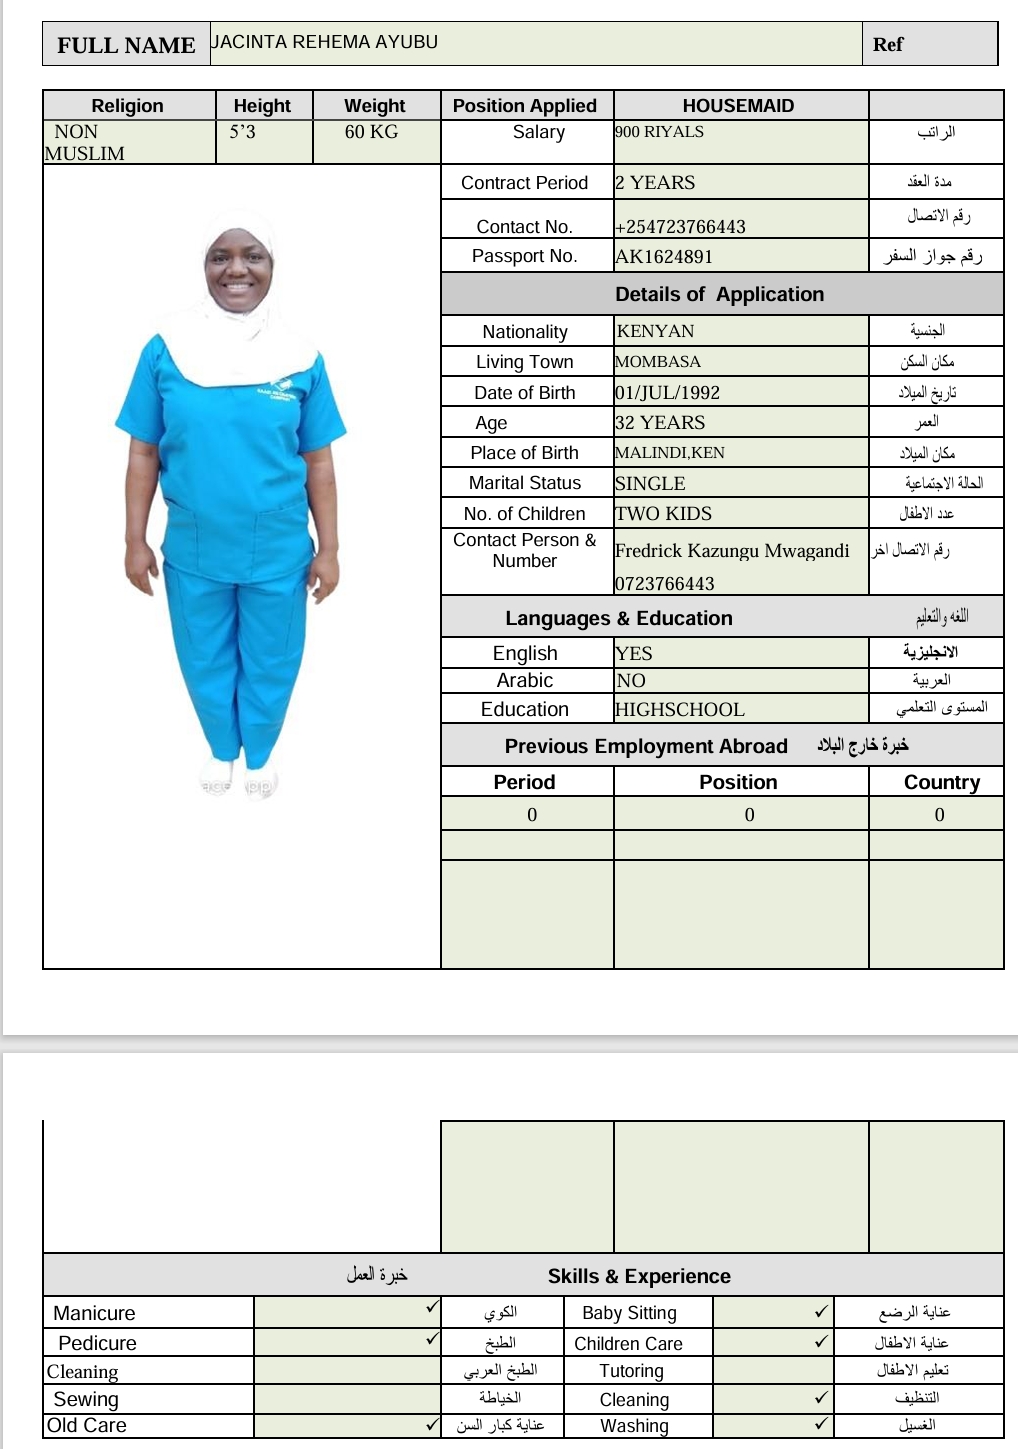 FULL NAME JACINTA REHEMA AYUBU Ref
Religion Height Weight Position Applied HOUSEMAID
NON MUSLIM 5’3 60 KG Salary 900 RIYALS الراتب
Contract Period 2 YEARS مدة العقد
Contact No. +254723766443 رقم الاتصال
Passport No. AK1624891 رقم جواز السفر
Details of Application
Nationality KENYAN الجنسية
Living Town MOMBASA مكان السكن
Date of Birth 01/JUL/1992 تاريخ الميلاد
Age 32 YEARS العمر
Place of Birth MALINDI,KEN مكان الميلاد
Marital Status SINGLE الحالة الاجتماعية
No. of Children TWO KIDS عدد الاطفال
Contact Person & Number Fredrick Kazungu Mwagandi رقم الاتصال اخر
0723766443
Languages & Education اللغه والتعليم
English YES الانجليزية
Arabic NO العربية
Education HIGHSCHOOL المستوى التعلمي
Previous Employment Abroad خبرة خارج البلاد
Period Position Country
0 0 0
خبرة العمل Skills & Experience
Manicure ✓ الكوي Baby Sitting ✓ عناية الرضع
Pedicure ✓ الطبخ Children Care ✓ عناية الاطفال
Cleaning الطبخ العربي Tutoring تعليم الاطفال
Sewing الخياطة Cleaning ✓ التنظيف
Old Care ✓ عناية كبار السن Washing ✓ الغسيل